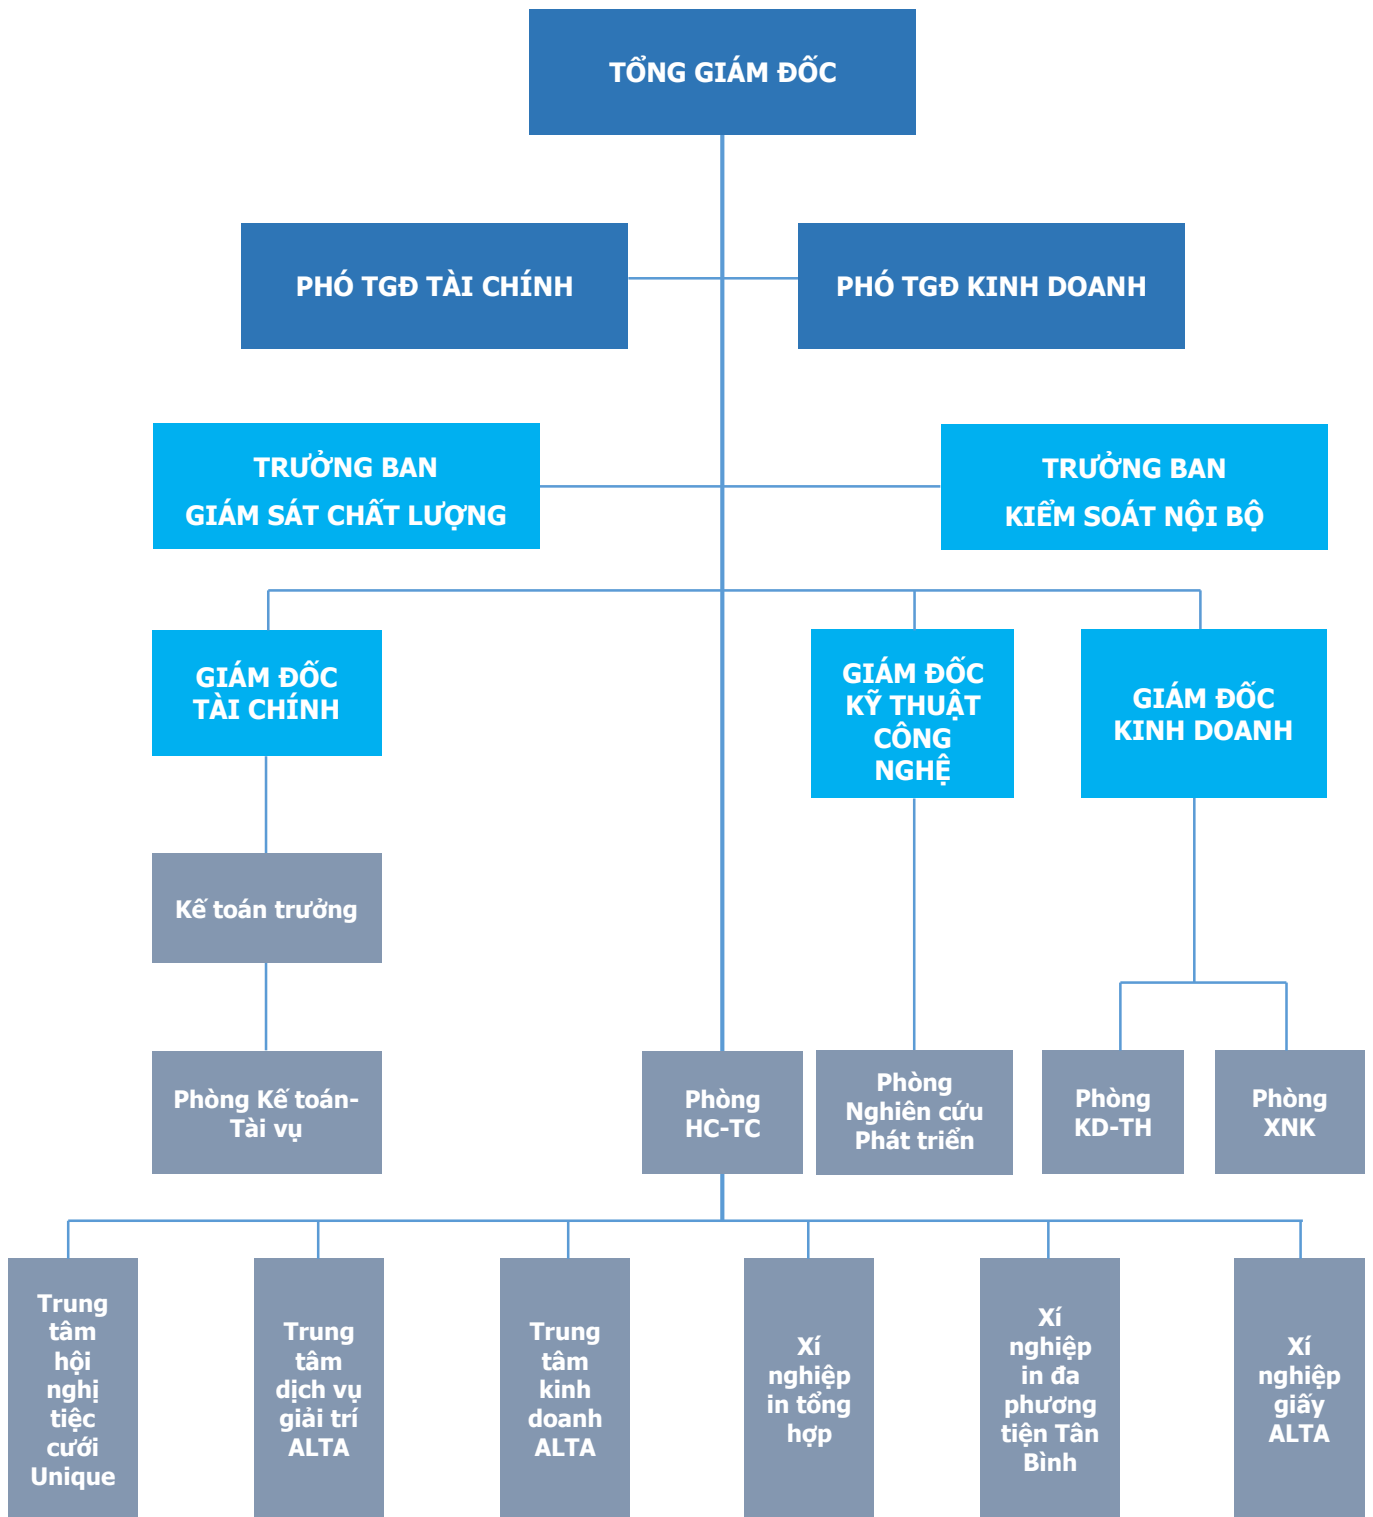 TỔNG GIÁM ĐỐC
PHÓ TGĐ TÀI CHÍNH
PHÓ TGĐ KINH DOANH
TRƯỞNG BAN
GIÁM SÁT CHẤT LƯỢNG
TRƯỞNG BAN
KIỂM SOÁT NỘI BỘ
GIÁM ĐỐC
TÀI CHÍNH
GIÁM ĐỐC
KỸ THUẬT
CÔNG
NGHỆ
GIÁM ĐỐC
KINH DOANH
Kế toán trưởng
Phòng Kế toán-
Tài vụ
Phòng
HC-TC
Phòng
Nghiên cứu
Phát triển
Phòng
KD-TH
Phòng
XNK
Trung
tâm
hội
nghị
tiệc
cưới
Unique
Trung
tâm
dịch vụ
giải trí
ALTA
Trung
tâm
kinh
doanh
ALTA
Xí
nghiệp
in tổng
hợp
Xí
nghiệp
in đa
phương
tiện Tân
Bình
Xí
nghiệp
giấy
ALTA